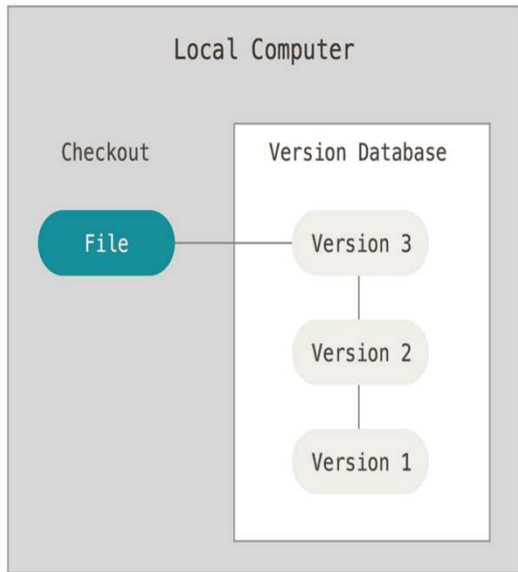 Local Computer
Checkout
Version Database
File
Version 3
Version 2
Version 1